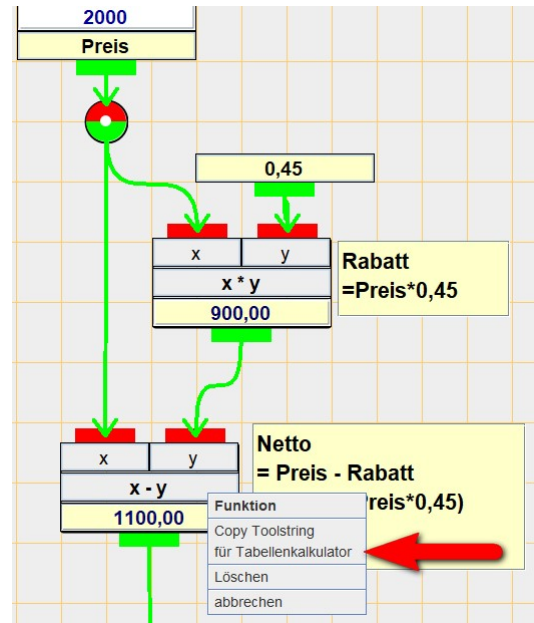 2000
Preis
0,45
x y
x * y
900,00
Rabatt
=Preis*0,45
x y
x - y
1100,00
Netto
= Preis - Rabatt
reis*0,45)
Funktion
Copy Toolstring
für Tabellenkalkulator
Löschen
abbrechen